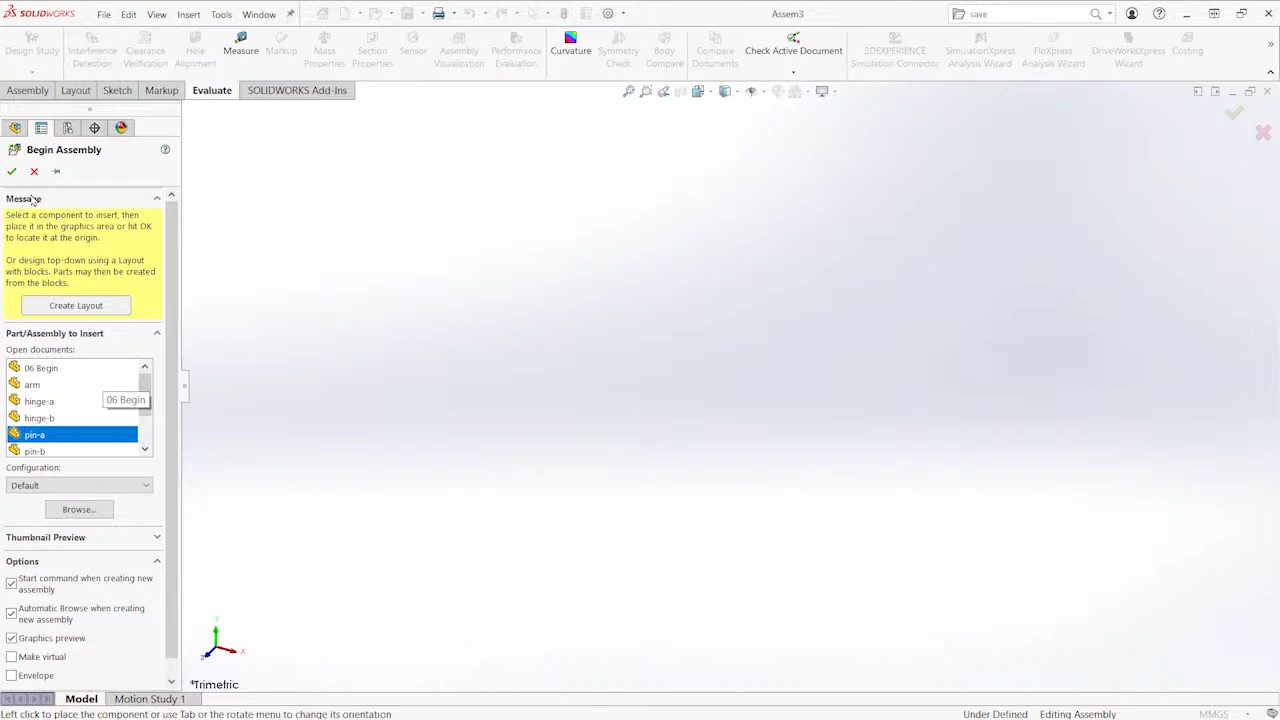 SOLIDWORKS File Edit View Insert Tools Window Assem3 save
Design Study Interference Detection Clearance Verification Hole Alignment Measure Markup Mass Properties Section Properties Sensor Assembly Visualization Performance Evaluation Curvature Symmetry Check Body Compare Compare Documents Check Active Document 3DEXPERIENCE Simulation Connector SimulationXpress Analysis Wizard FloXpress Analysis Wizard DriveWorksXpress Wizard Costing
Assembly Layout Sketch Markup Evaluate SOLIDWORKS Add-Ins
Begin Assembly
Message
Select a component to insert, then
place it in the graphics area or hit OK
to locate it at the origin.
Or design top-down using a Layout
with blocks. Parts may then be created
from the blocks.
Create Layout
Part/Assembly to Insert
Open documents:
06 Begin
arm
hinge-a
06 Begin
hinge-b
pin-a
pin-b
Configuration:
Default
Browse...
Thumbnail Preview
Options
Start command when creating new
assembly
Automatic Browse when creating
new assembly
Graphics preview
Make virtual
Envelope
Y
X
Z
*Trimetric
Model Motion Study 1
Left click to place the component or use Tab or the rotate menu to change its orientation Under Defined Editing Assembly MMGS